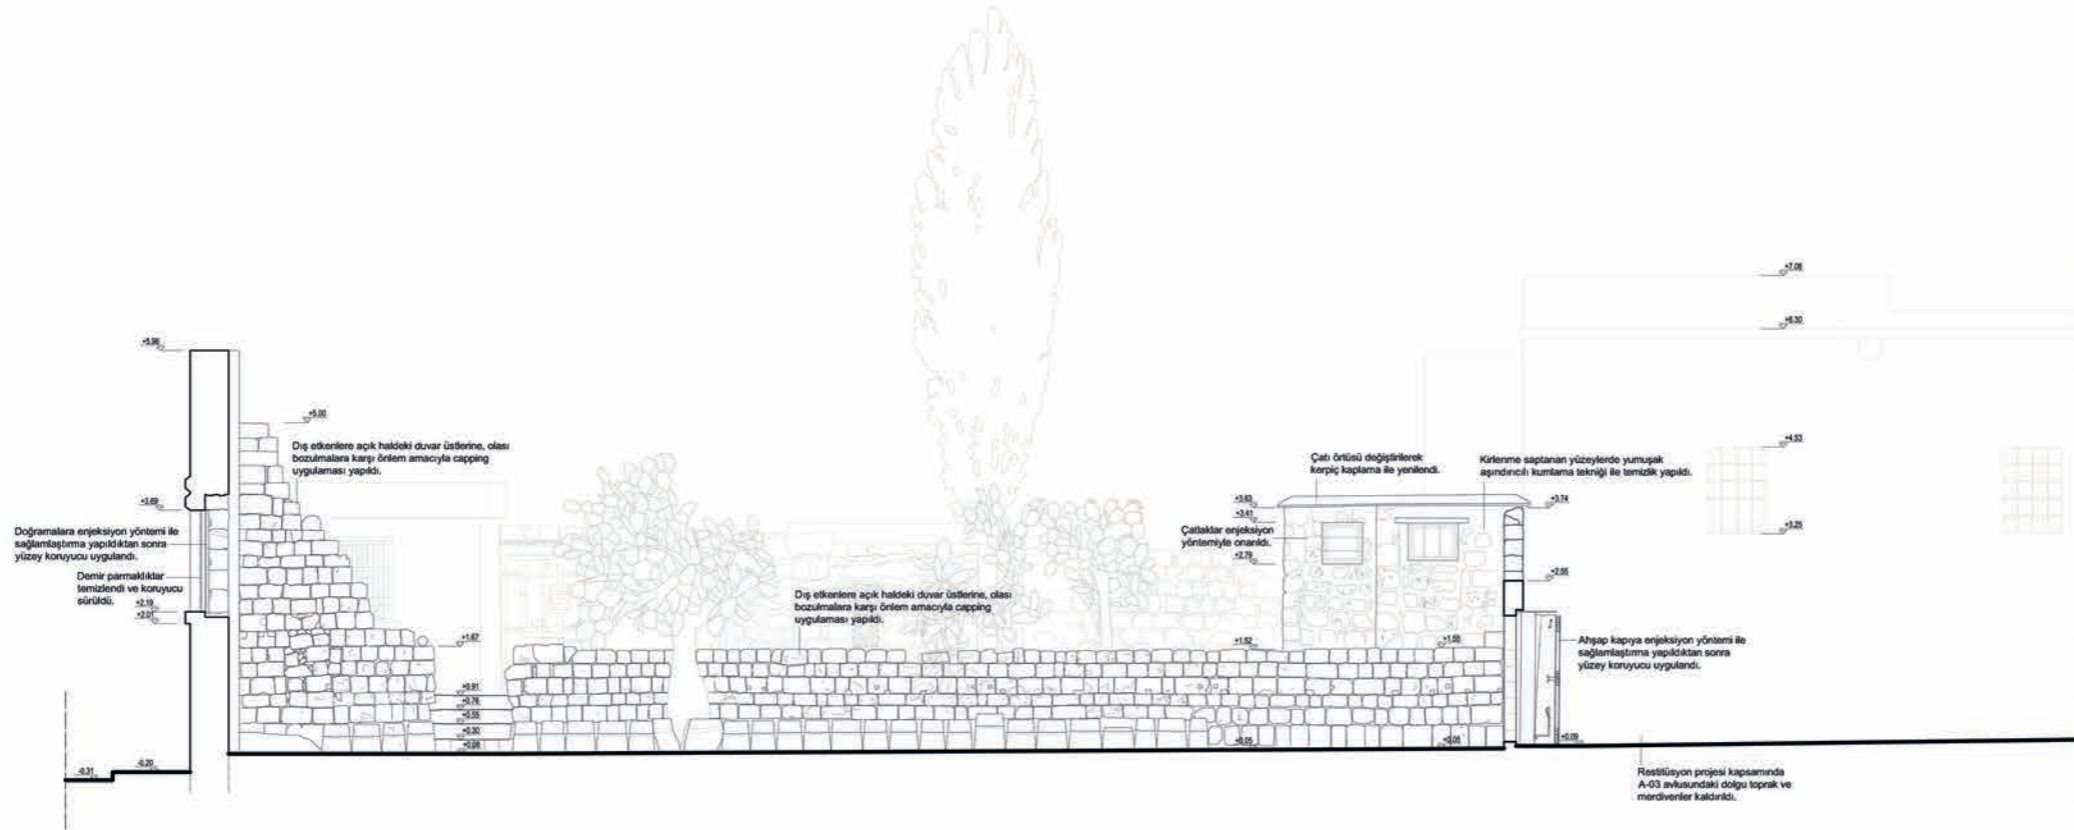 +7.08
+6.30
+5.98
+5.00
Dış etkenlere açık haldeki duvar üstlerine, olası
bozulmalara karşı önlem amacıyla capping
uygulaması yapıldı.
+4.53
Çatı örtüsü değiştirilerek
kerpiç kaplama ile yenilendi.
Kirlenme saptanan yüzeylerde yumuşak
aşındırıcılı kumlama tekniği ile temizlik yapıldı.
+3.69
+3.63
+3.74
+3.41
+3.25
Çatlaklar enjeksiyon
yöntemiyle onarıldı.
+2.79
Doğramalara enjeksiyon yöntemi ile
sağlamlaştırma yapıldıktan sonra
yüzey koruyucu uygulandı.
Demir parmaklıklar
temizlendi ve koruyucu
sürüldü.
+2.55
+2.19
+2.01
Dış etkenlere açık haldeki duvar üstlerine, olası
bozulmalara karşı önlem amacıyla capping
uygulaması yapıldı.
+1.67
+1.52
+1.55
Ahşap kapıya enjeksiyon yöntemi ile
sağlamlaştırma yapıldıktan sonra
yüzey koruyucu uygulandı.
+0.91
+0.76
+0.55
+0.30
+0.05
+0.05
+0.09
-0.31
-0.20
Restitüsyon projesi kapsamında
A-03 avlusundaki dolgu toprak ve
merdivenler kaldırıldı.